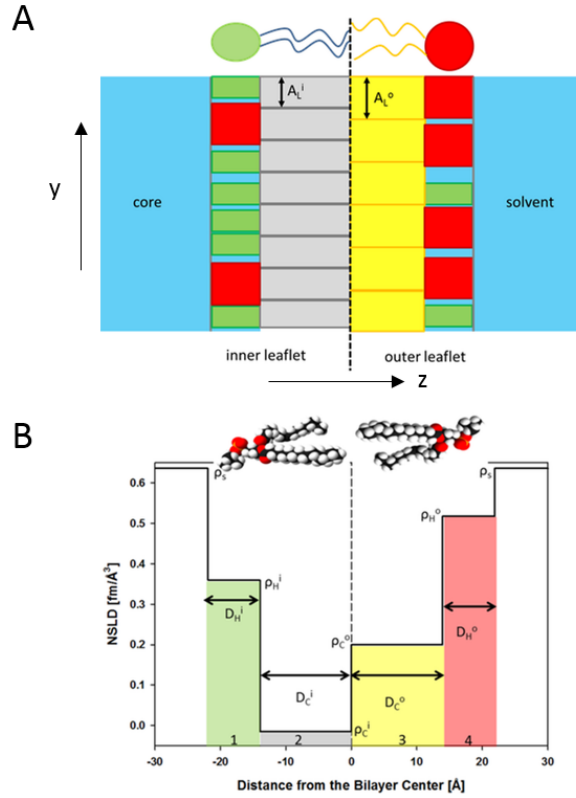 A
A_L^i
A_L^o
y
core
solvent
inner leaflet
outer leaflet
z
B
ρ_s
ρ_s
0.6
ρ_H^o
0.5
NSLD [fm/Å³]
0.4
ρ_H^i
D_H^i
D_H^o
0.3
ρ_C^o
0.2
D_C^i
D_C^o
0.1
ρ_C^i
0.0
1
2
3
4
-30
-20
-10
0
10
20
30
Distance from the Bilayer Center [Å]